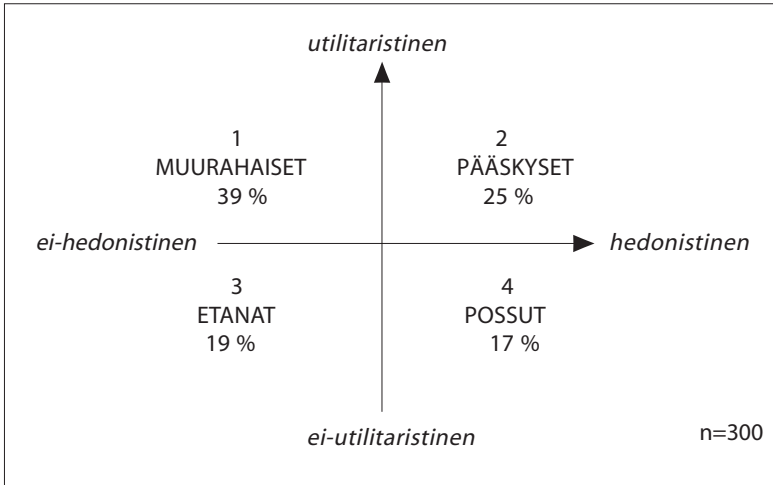 utilitaristinen
1
MUURAHAISET
39 %
2
PÄÄSKYSET
25 %
ei-hedonistinen
hedonistinen
3
ETANAT
19 %
4
POSSUT
17 %
ei-utilitaristinen
n=300